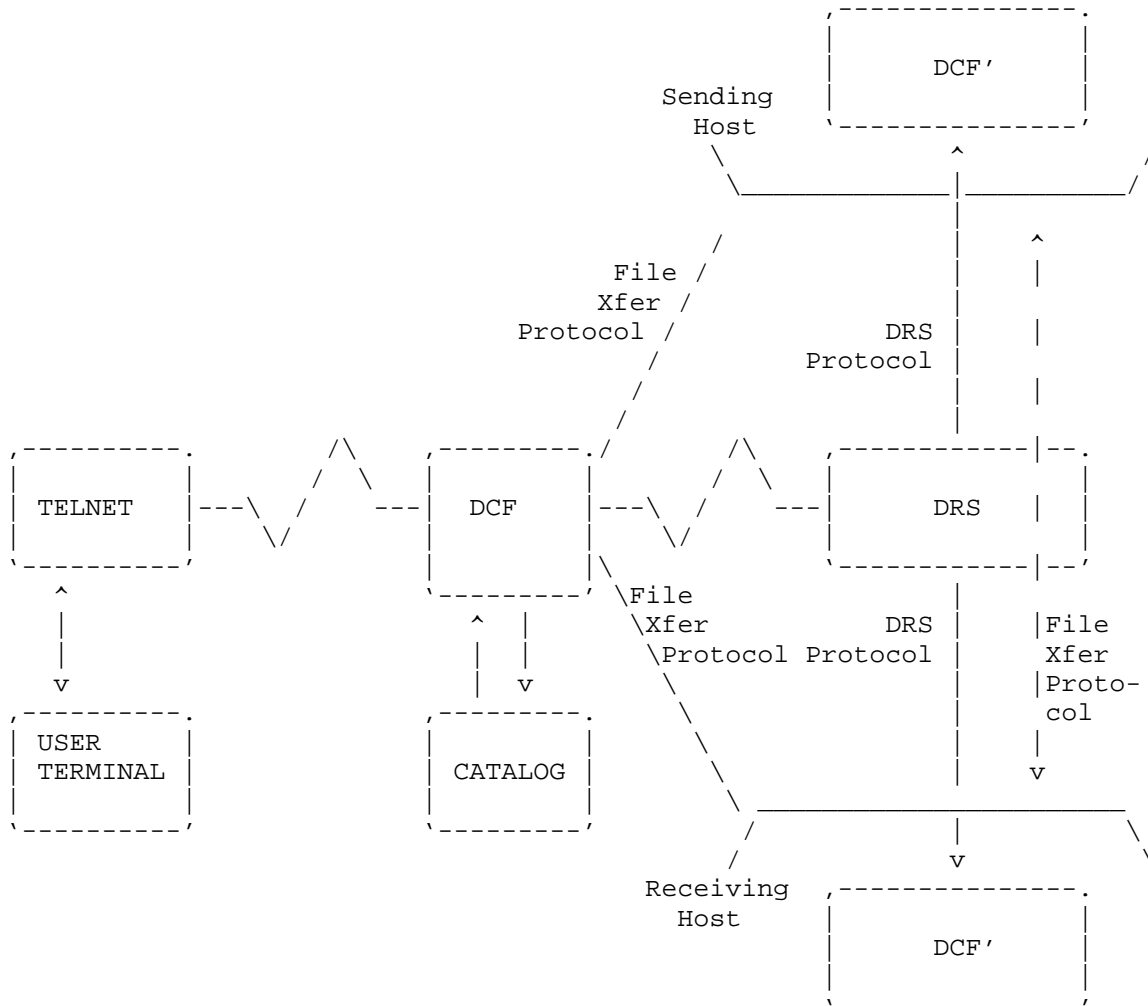 DCF'
Sending
Host
File
Xfer
Protocol
DRS
Protocol
TELNET
DCF
DRS
File
Xfer
Protocol
DRS
Protocol
File
Xfer
Proto-
col
USER
TERMINAL
CATALOG
Receiving
Host
DCF'